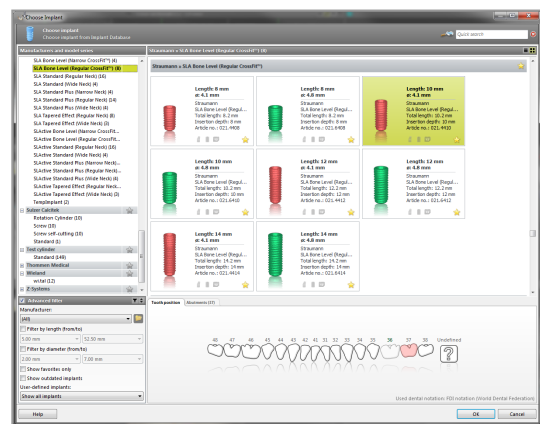 Choose Implant
Choose implant
Choose implant from Implant Database
Quick search
Manufacturers and model series
SLA Bone Level (Narrow CrossFit™) (4)
SLA Bone Level (Regular CrossFit™) (8)
SLA Standard (Regular Neck) (16)
SLA Standard (Wide Neck) (4)
SLA Standard Plus (Narrow Neck) (4)
SLA Standard Plus (Regular Neck) (14)
SLA Standard Plus (Wide Neck) (4)
SLA Tapered Effect (Regular Neck) (8)
SLA Tapered Effect (Wide Neck) (3)
SLActive Bone Level (Narrow CrossFit...
SLActive Bone Level (Regular CrossFit...
SLActive Standard (Regular Neck) (16)
SLActive Standard (Wide Neck) (4)
SLActive Standard Plus (Narrow Neck)...
SLActive Standard Plus (Regular Neck...
SLActive Standard Plus (Wide Neck) (4)
SLActive Tapered Effect (Regular Neck...
SLActive Tapered Effect (Wide Neck) (3)
TempImplant (2)
Sulzer Calcitek
Rotation Cylinder (10)
Screw (10)
Screw self-cutting (10)
Standard (1)
Test cylinder
Standard (149)
Thommen Medical
Wieland
wi.tal (12)
Z-Systems
Straumann » SLA Bone Level (Regular CrossFit™) (8)
Straumann » SLA Bone Level (Regular CrossFit™)
Length: 8 mm
ø: 4.1 mm
Straumann
SLA Bone Level (Regul...
Total length: 8.2 mm
Insertion depth: 8 mm
Article no.: 021.4408
Length: 8 mm
ø: 4.8 mm
Straumann
SLA Bone Level (Regul...
Total length: 8.2 mm
Insertion depth: 8 mm
Article no.: 021.6408
Length: 10 mm
ø: 4.1 mm
Straumann
SLA Bone Level (Regul...
Total length: 10.2 mm
Insertion depth: 10 mm
Article no.: 021.4410
Length: 10 mm
ø: 4.8 mm
Straumann
SLA Bone Level (Regul...
Total length: 10.2 mm
Insertion depth: 10 mm
Article no.: 021.6410
Length: 12 mm
ø: 4.1 mm
Straumann
SLA Bone Level (Regul...
Total length: 12.2 mm
Insertion depth: 12 mm
Article no.: 021.4412
Length: 12 mm
ø: 4.8 mm
Straumann
SLA Bone Level (Regul...
Total length: 12.2 mm
Insertion depth: 12 mm
Article no.: 021.6412
Length: 14 mm
ø: 4.1 mm
Straumann
SLA Bone Level (Regul...
Total length: 14.2 mm
Insertion depth: 14 mm
Article no.: 021.4414
Length: 14 mm
ø: 4.8 mm
Straumann
SLA Bone Level (Regul...
Total length: 14.2 mm
Insertion depth: 14 mm
Article no.: 021.6414
Advanced filter
Manufacturer:
(All)
Filter by length (from/to)
5.00 mm 52.50 mm
Filter by diameter (from/to)
2.00 mm 7.00 mm
Show favorites only
Show outdated implants
User-defined implants:
Show all implants
Tooth position Abutments (37)
48 47 46 45 44 43 42 41 31 32 33 34 35 36 37 38 Undefined
?
Used dental notation: FDI notation (World Dental Federation)
Help OK Cancel